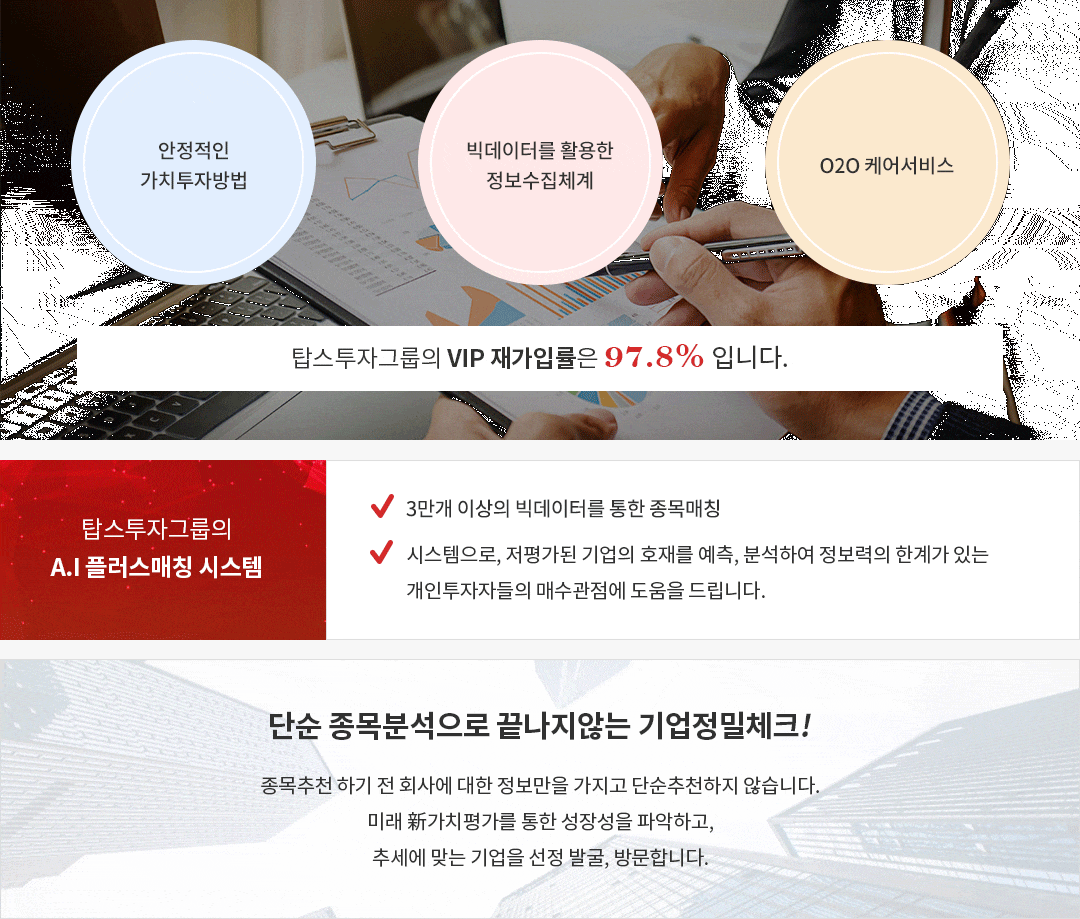 안정적인
가치투자방법
빅데이터를 활용한
정보수집체계
O2O 케어서비스
탑스투자그룹의 VIP 재가입률은 97.8% 입니다.
탑스투자그룹의
A.I 플러스매칭 시스템
3만개 이상의 빅데이터를 통한 종목매칭
시스템으로, 저평가된 기업의 호재를 예측, 분석하여 정보력의 한계가 있는
개인투자자들의 매수관점에 도움을 드립니다.
단순 종목분석으로 끝나지않는 기업정밀체크!
종목추천 하기 전 회사에 대한 정보만을 가지고 단순추천하지 않습니다.
미래 新가치평가를 통한 성장성을 파악하고,
추세에 맞는 기업을 선정 발굴, 방문합니다.